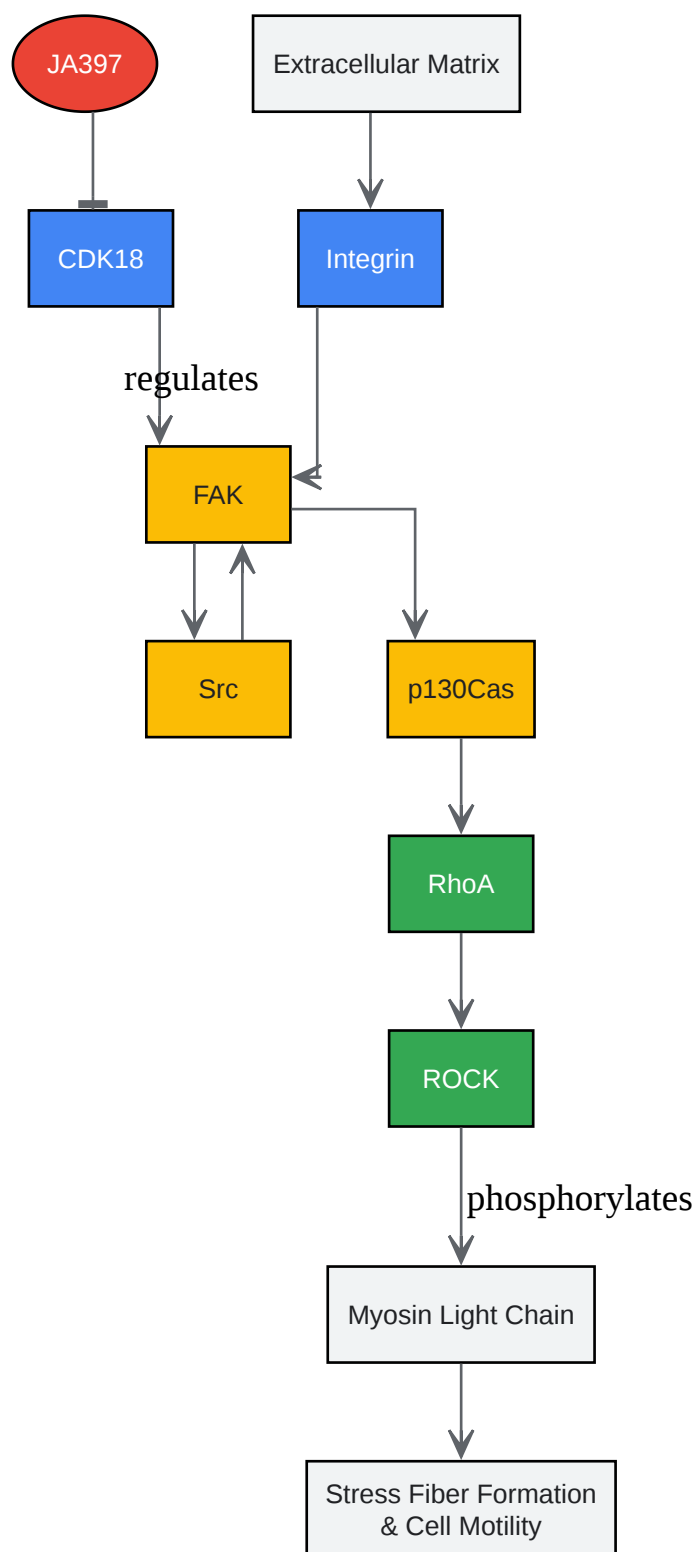 JA397
Extracellular Matrix
CDK18
Integrin
regulates
FAK
Src
p130Cas
RhoA
ROCK
phosphorylates
Myosin Light Chain
Stress Fiber Formation
& Cell Motility